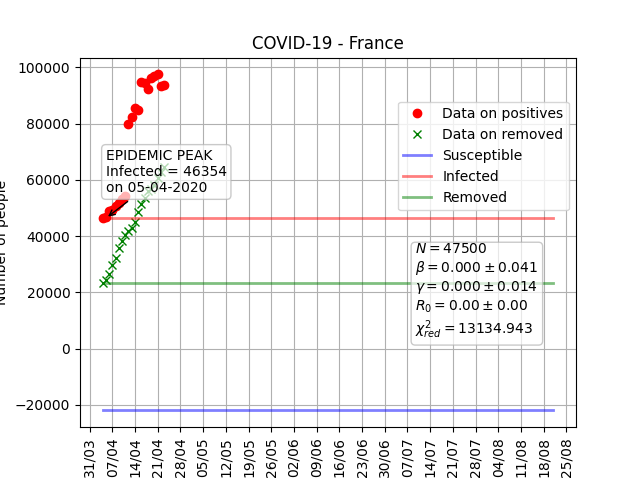 COVID-19 - France
Number of people
100000
80000
60000
40000
20000
0
−20000
EPIDEMIC PEAK
Infected = 46354
on 05-04-2020
Data on positives
Data on removed
Susceptible
Infected
Removed
N = 47500
β = 0.000 ± 0.041
γ = 0.000 ± 0.014
R₀ = 0.00 ± 0.00
χ²_red = 13134.943
31/03
07/04
14/04
21/04
28/04
05/05
12/05
19/05
26/05
02/06
09/06
16/06
23/06
30/06
07/07
14/07
21/07
28/07
04/08
11/08
18/08
25/08